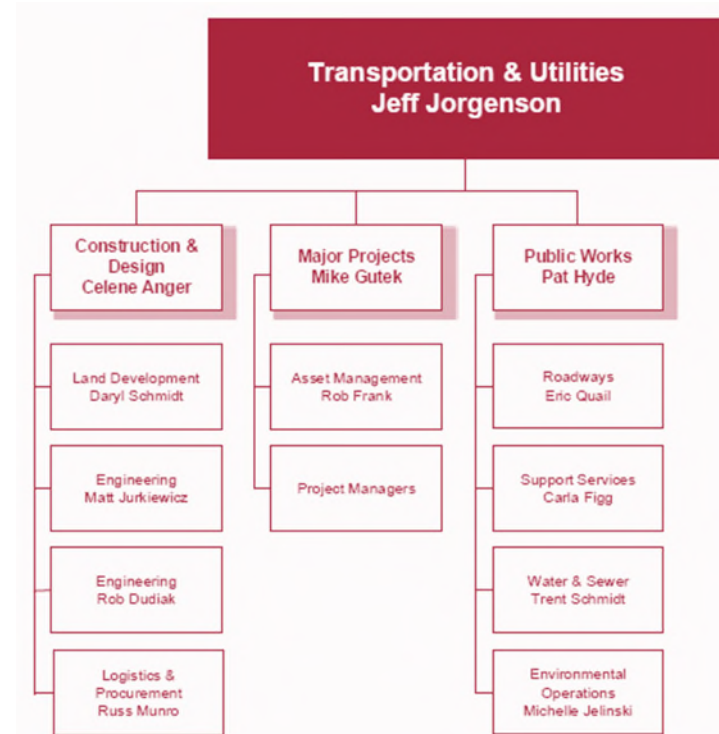 Transportation & Utilities
Jeff Jorgenson
Construction &
Design
Celene Anger
Land Development
Daryl Schmidt
Engineering
Matt Jurkiewicz
Engineering
Rob Dudiak
Logistics &
Procurement
Russ Munro
Major Projects
Mike Gutek
Asset Management
Rob Frank
Project Managers
Public Works
Pat Hyde
Roadways
Eric Quail
Support Services
Carla Figg
Water & Sewer
Trent Schmidt
Environmental
Operations
Michelle Jelinski